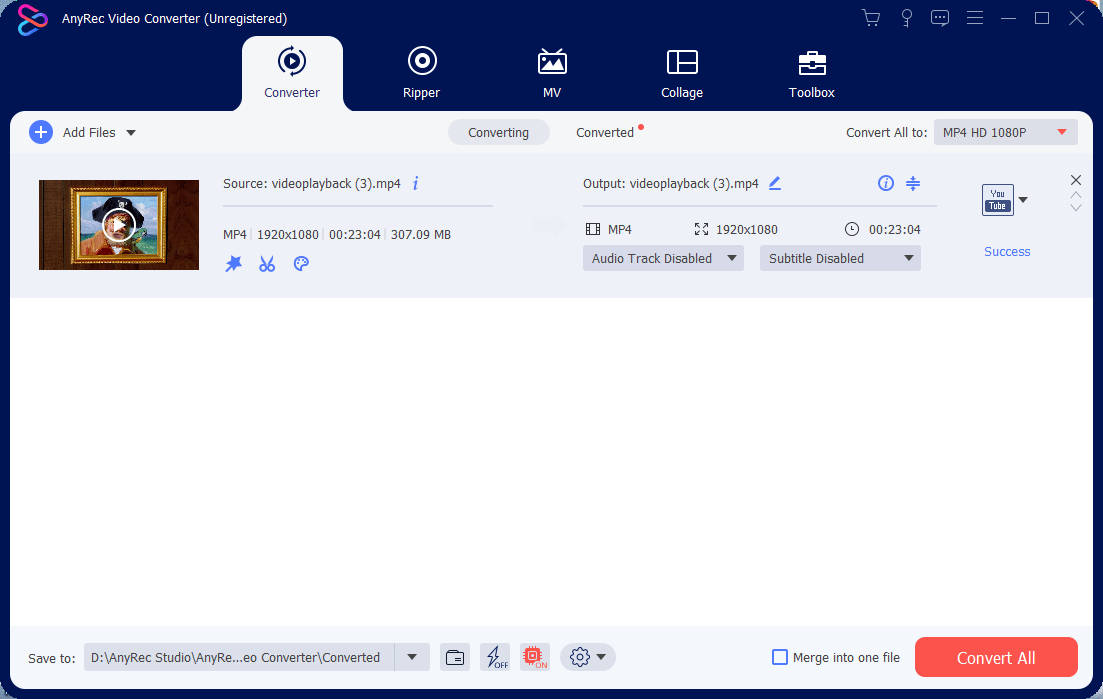 AnyRec Video Converter (Unregistered)
Converter
Ripper
MV
Collage
Toolbox
Add Files
Converting
Converted
Convert All to:
MP4 HD 1080P
Source: videoplayback (3).mp4
MP4 1920x1080 00:23:04 307.09 MB
Output: videoplayback (3).mp4
MP4
1920x1080
00:23:04
Audio Track Disabled
Subtitle Disabled
You
Tube
Success
Save to:
D:\AnyRec Studio\AnyRe...eo Converter\Converted
OFF
ON
Merge into one file
Convert All